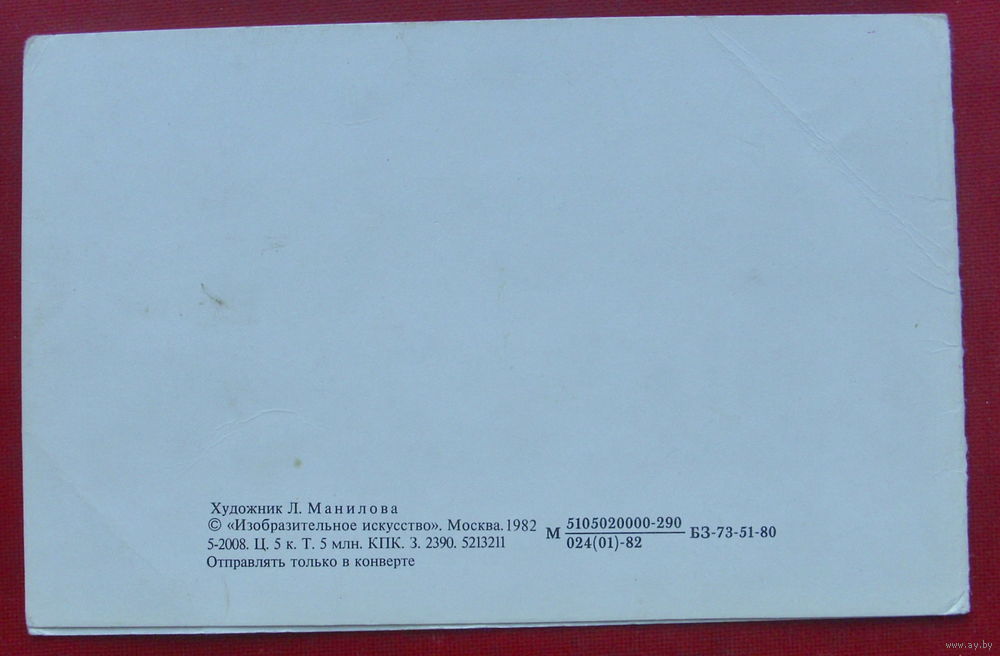 Художник Л. Манилова
© «Изобразительное искусство». Москва. 1982
5-2008. Ц. 5 к. Т. 5 млн. КПК. З. 2390. 5213211
Отправлять только в конверте
М 5105020000-290
024(01)-82
БЗ-73-51-80
www.ay.by